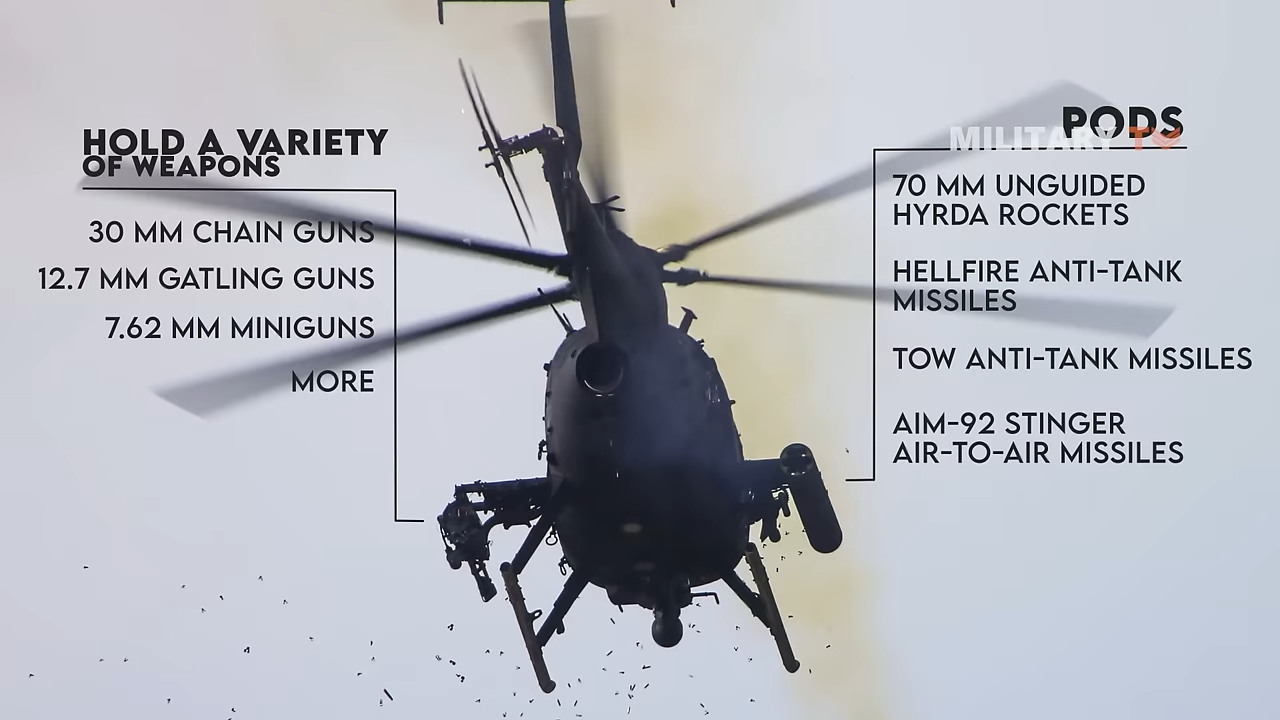 HOLD A VARIETY
OF WEAPONS
30 MM CHAIN GUNS
12.7 MM GATLING GUNS
7.62 MM MINIGUNS
MORE
PODS
MILITARY TV
70 MM UNGUIDED
HYRDA ROCKETS
HELLFIRE ANTI-TANK
MISSILES
TOW ANTI-TANK MISSILES
AIM-92 STINGER
AIR-TO-AIR MISSILES